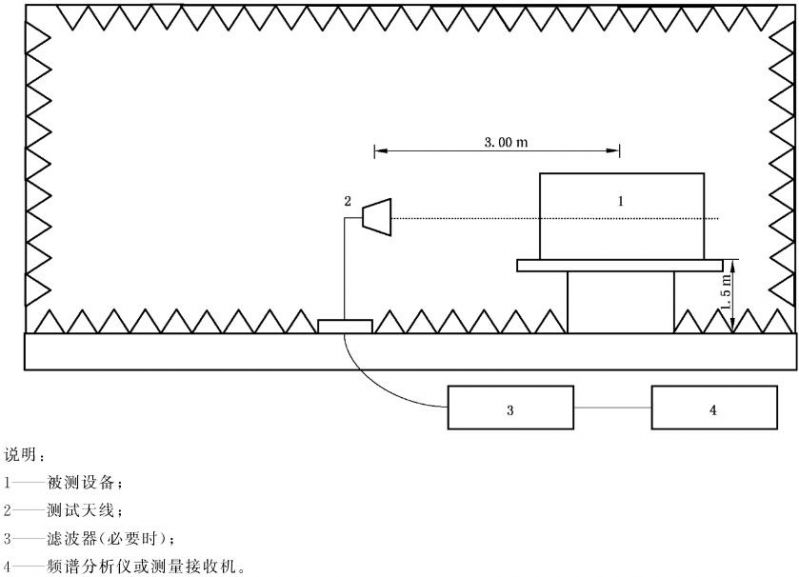 3.00 m
2
1
1.5 m
3
4
说明：
1——被测设备；
2——测试天线；
3——滤波器(必要时)；
4——频谱分析仪或测量接收机。